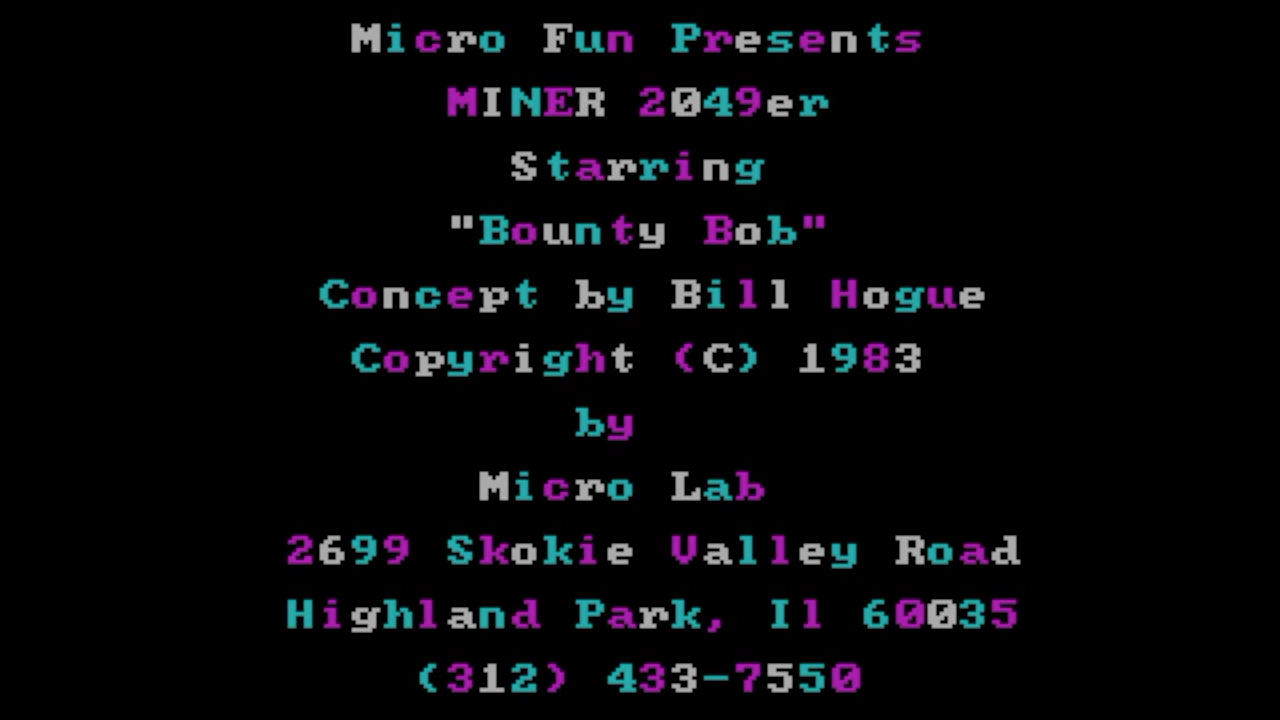 Micro Fun Presents
MINER 2049er
Starring
"Bounty Bob"
Concept by Bill Hogue
Copyright (C) 1983
by
Micro Lab
2699 Skokie Valley Road
Highland Park, Il 60035
(312) 433-7550